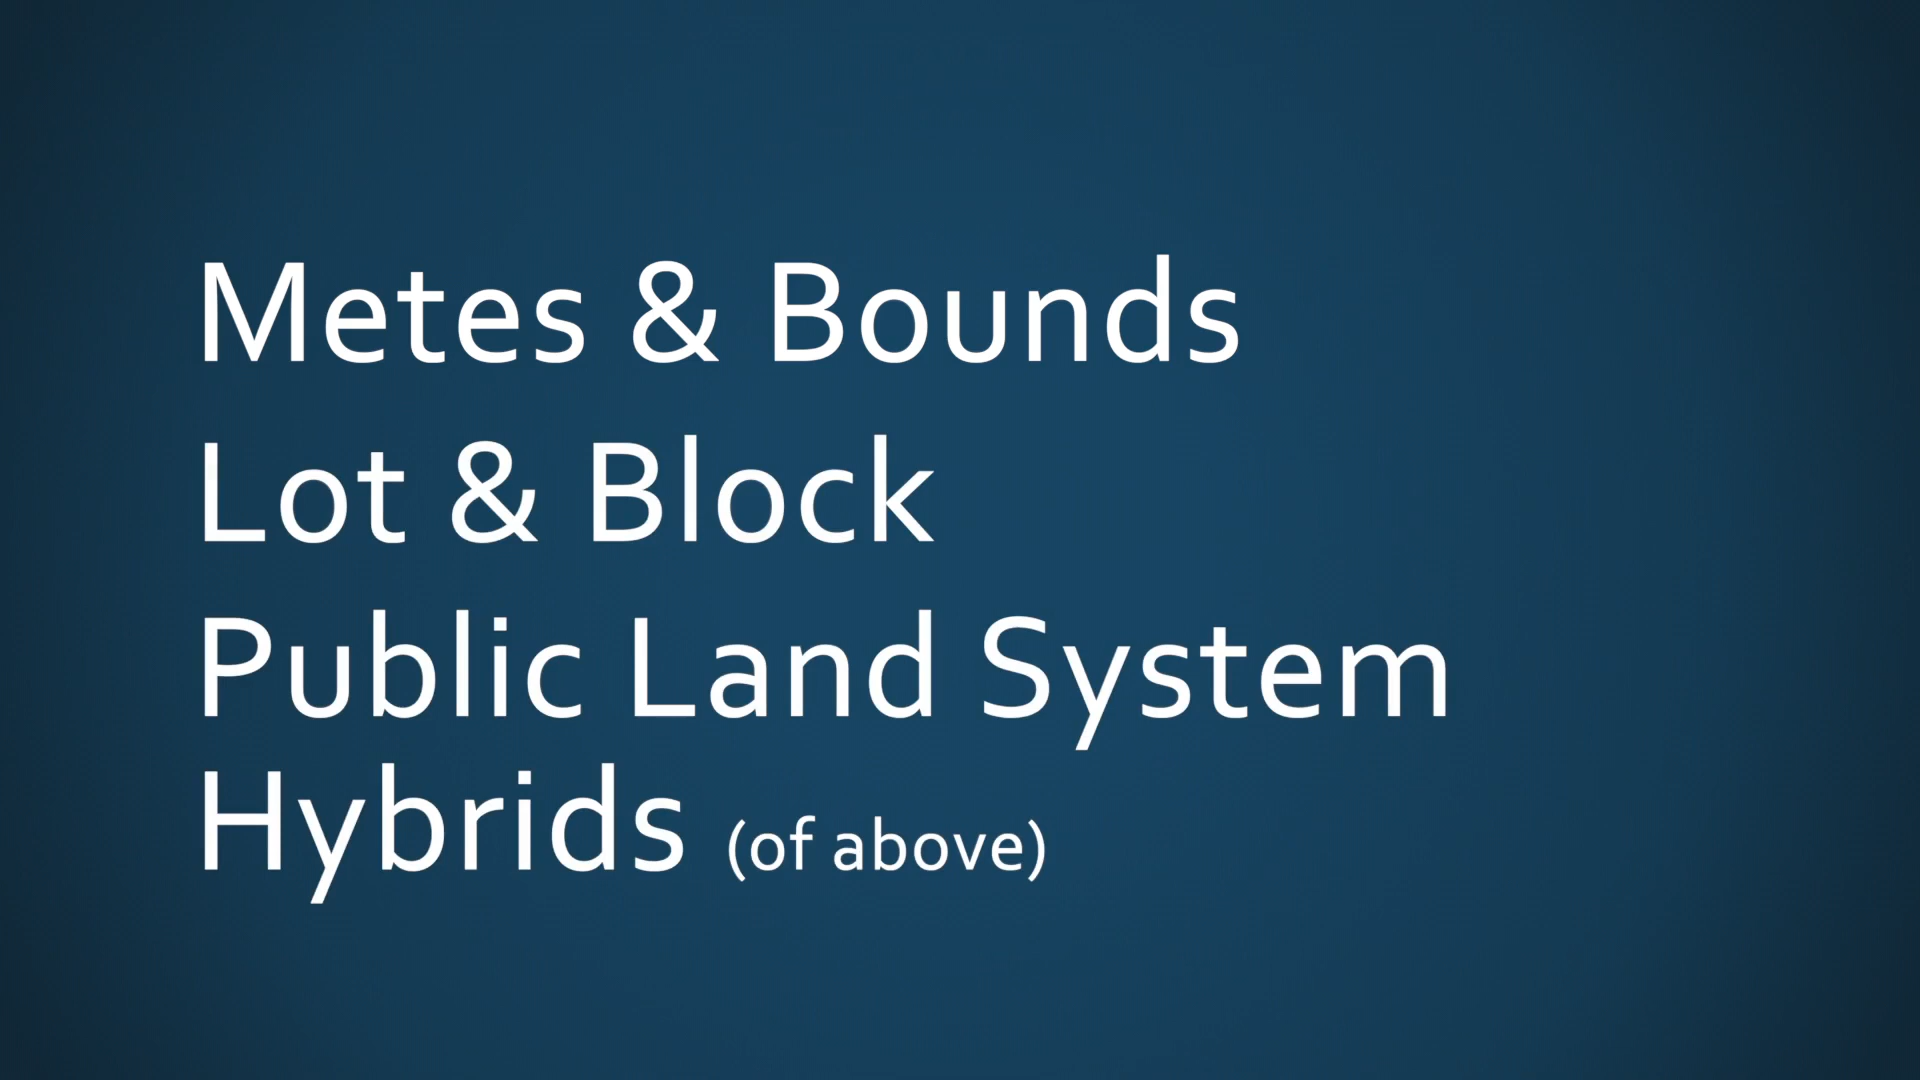 Metes & Bounds
Lot & Block
Public Land System
Hybrids (of above)